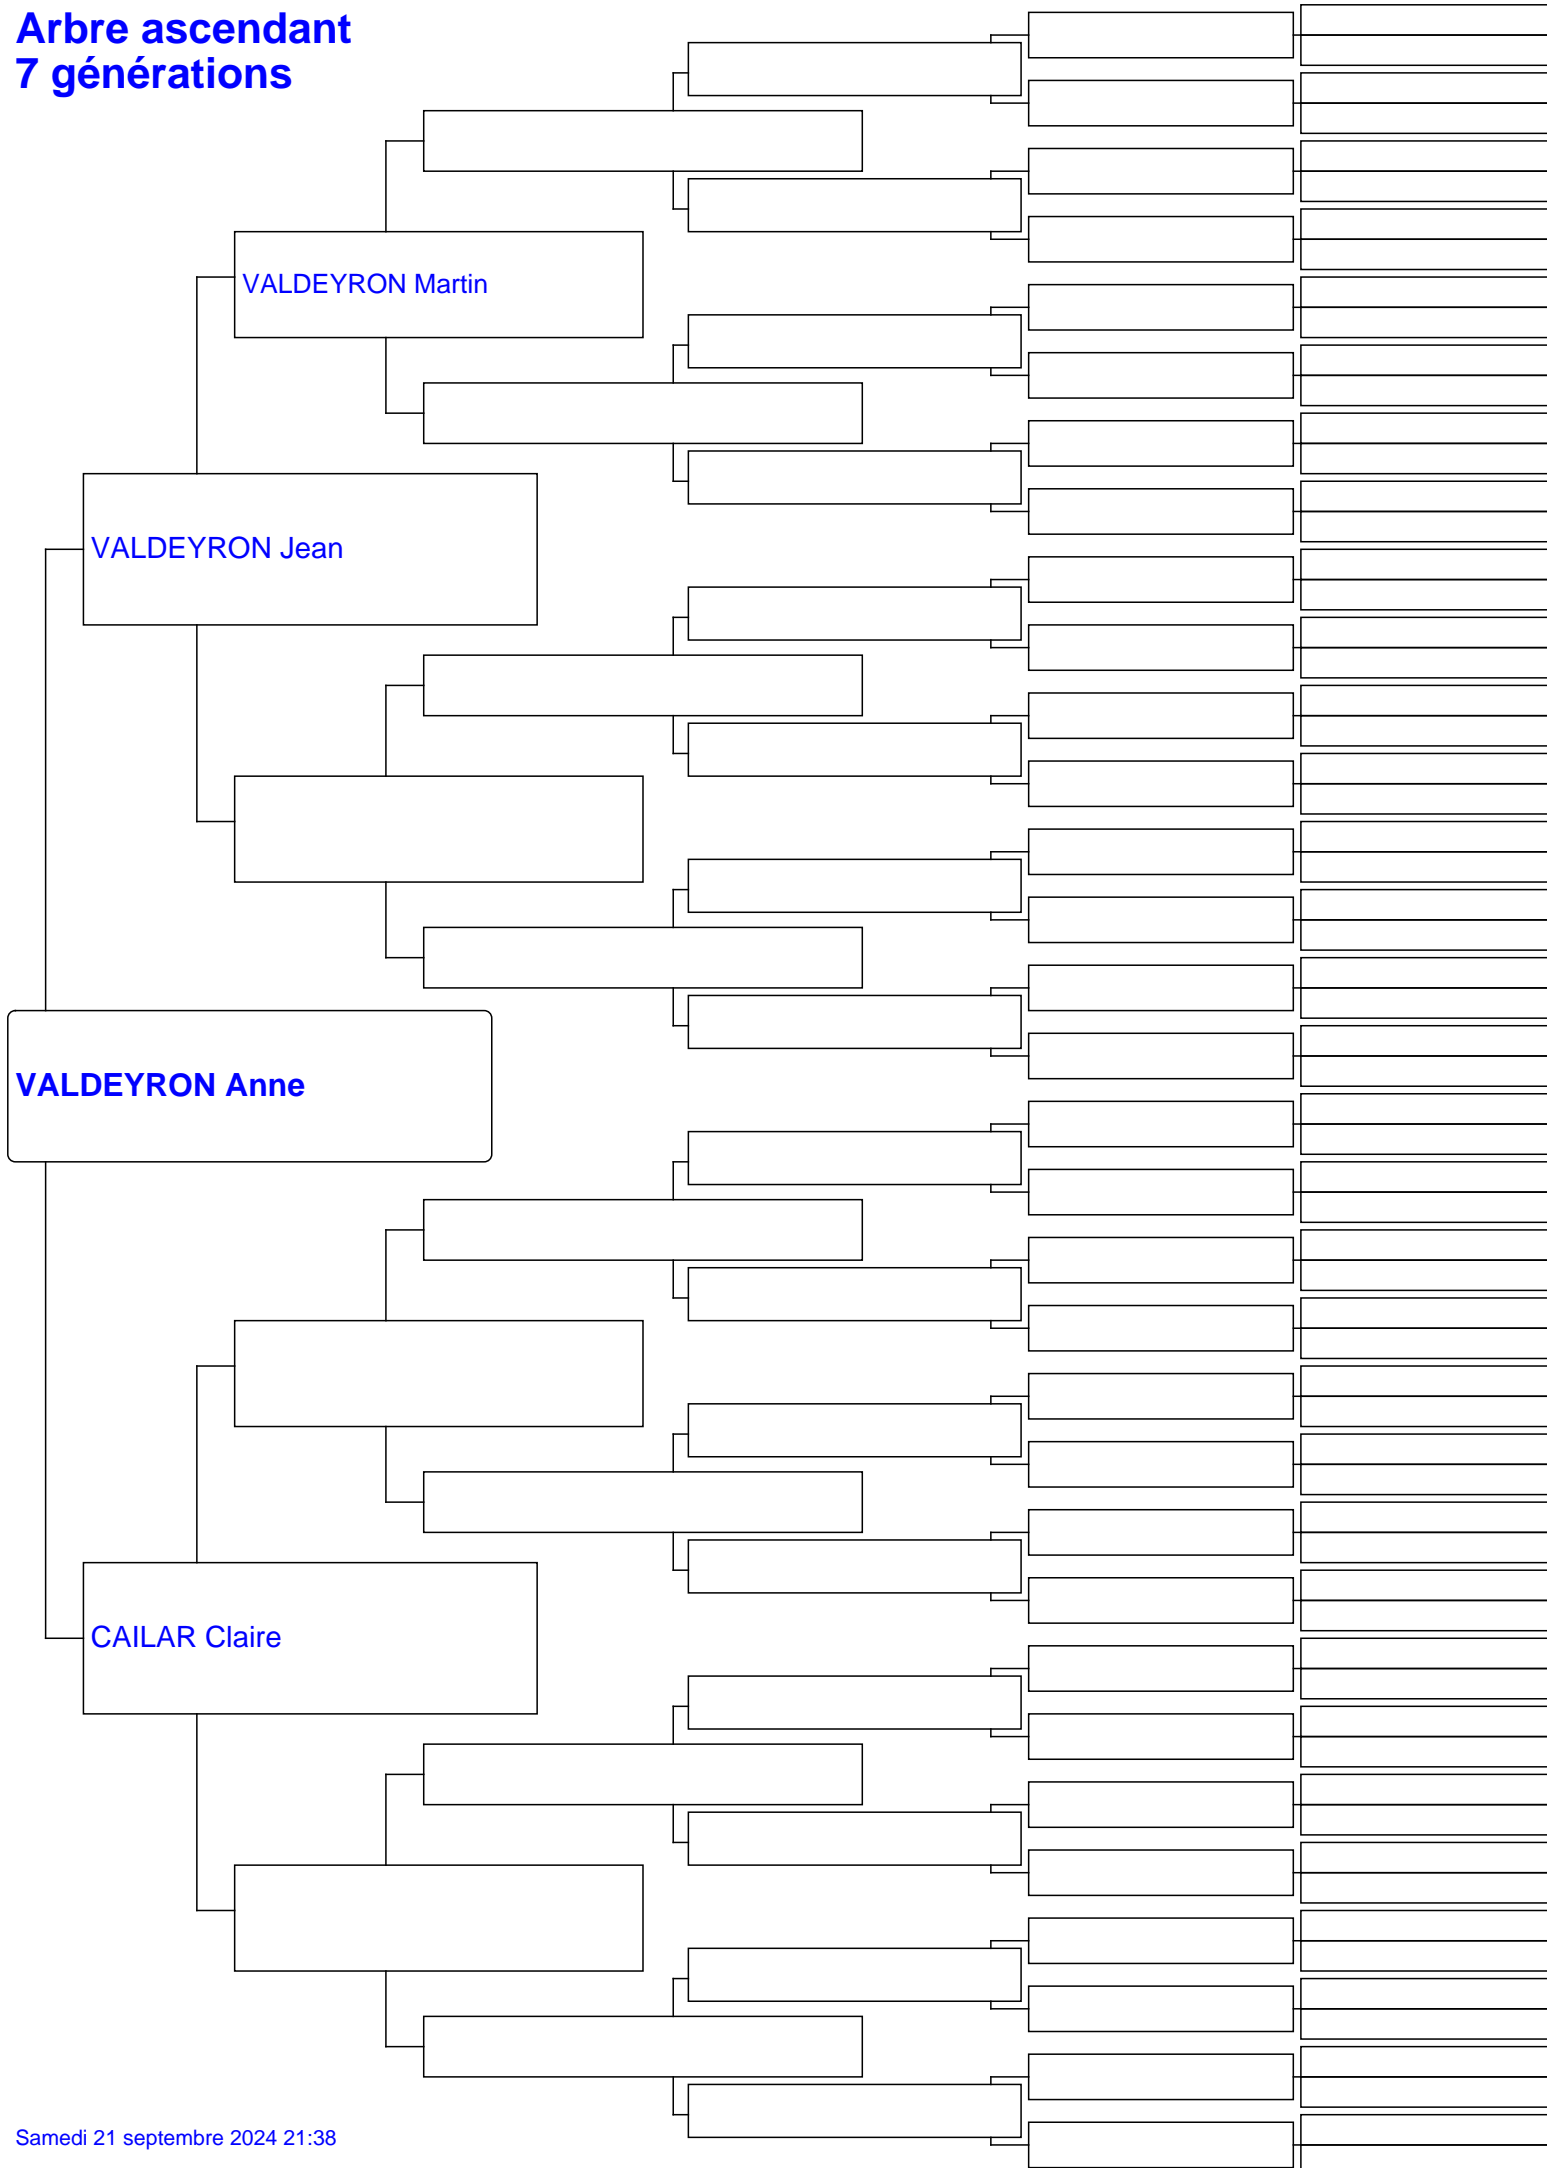 Arbre ascendant
7 générations
VALDEYRON Martin
VALDEYRON Jean
VALDEYRON Anne
CAILAR Claire
Samedi 21 septembre 2024 21:38